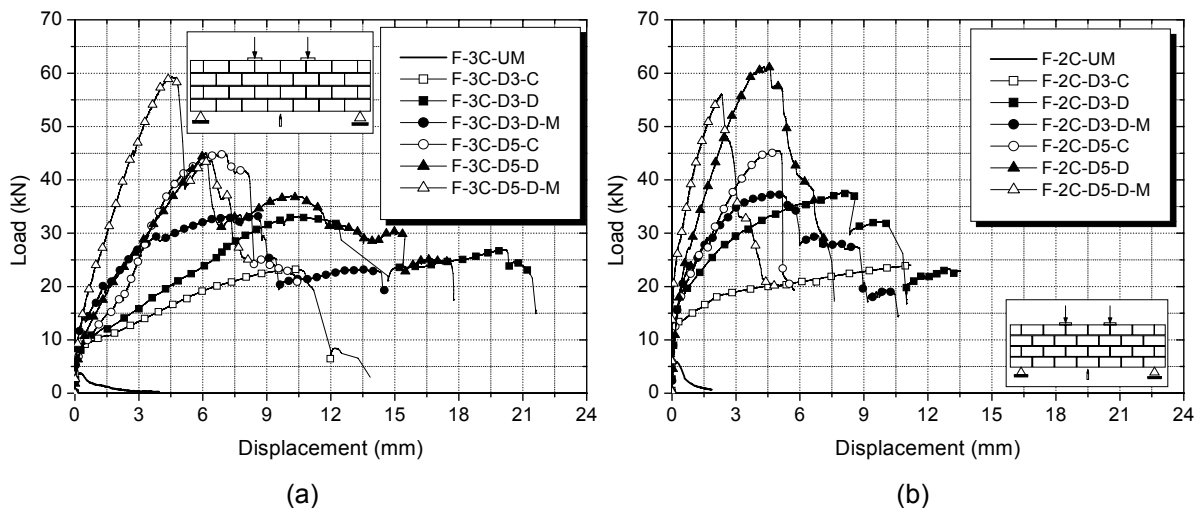 70
60
50
40
30
20
10
0
Load (kN)
F-3C-UM
F-3C-D3-C
F-3C-D3-D
F-3C-D3-D-M
F-3C-D5-C
F-3C-D5-D
F-3C-D5-D-M
0 3 6 9 12 15 18 21 24
Displacement (mm)
(a)
70
60
50
40
30
20
10
0
Load (kN)
F-2C-UM
F-2C-D3-C
F-2C-D3-D
F-2C-D3-D-M
F-2C-D5-C
F-2C-D5-D
F-2C-D5-D-M
0 3 6 9 12 15 18 21 24
Displacement (mm)
(b)